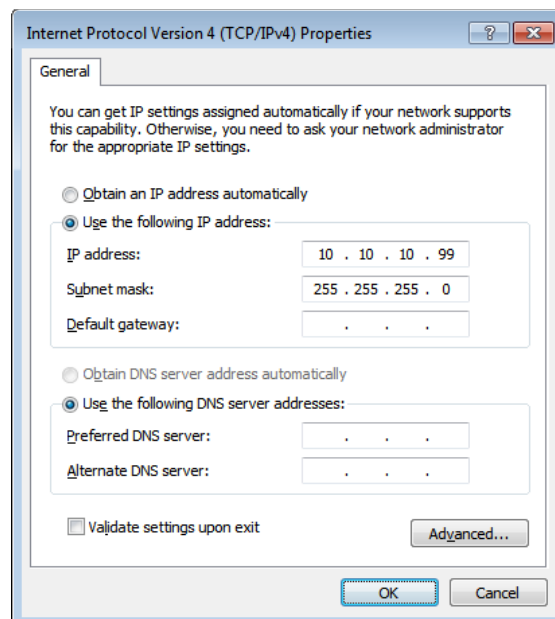 Internet Protocol Version 4 (TCP/IPv4) Properties
General
You can get IP settings assigned automatically if your network supports
this capability. Otherwise, you need to ask your network administrator
for the appropriate IP settings.
Obtain an IP address automatically
Use the following IP address:
IP address: 10 . 10 . 10 . 99
Subnet mask: 255 . 255 . 255 . 0
Default gateway: . . .
Obtain DNS server address automatically
Use the following DNS server addresses:
Preferred DNS server: . . .
Alternate DNS server: . . .
Validate settings upon exit
Advanced...
OK Cancel